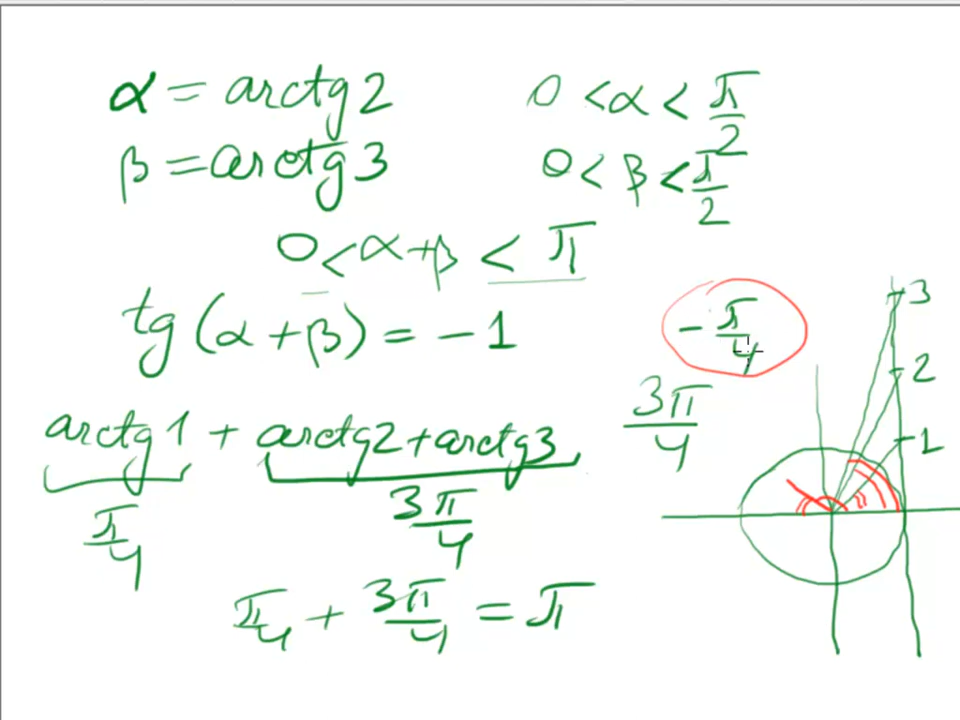 α = arctg2 0 < α < π/2
β = arctg3 0 < β < π/2
0 < α+β < π
tg(α+β) = -1
-π/4
3π/4
3
2
1
arctg1 + arctg2+arctg3
π/4 3π/4
π/4 + 3π/4 = π